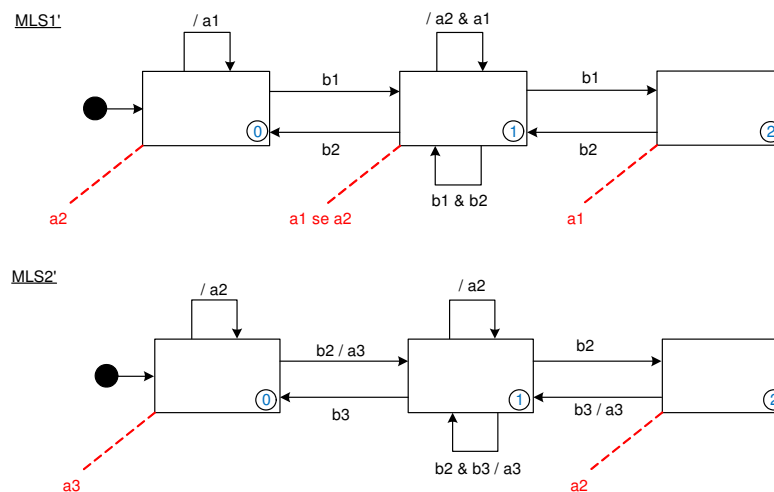 MLS1'
/ a1
/ a2 & a1
b1
b1
0
1
2
b2
b2
b1 & b2
a2
a1 se a2
a1
MLS2'
/ a2
/ a2
b2 / a3
b2
0
1
2
b3
b3 / a3
b2 & b3 / a3
a3
a2